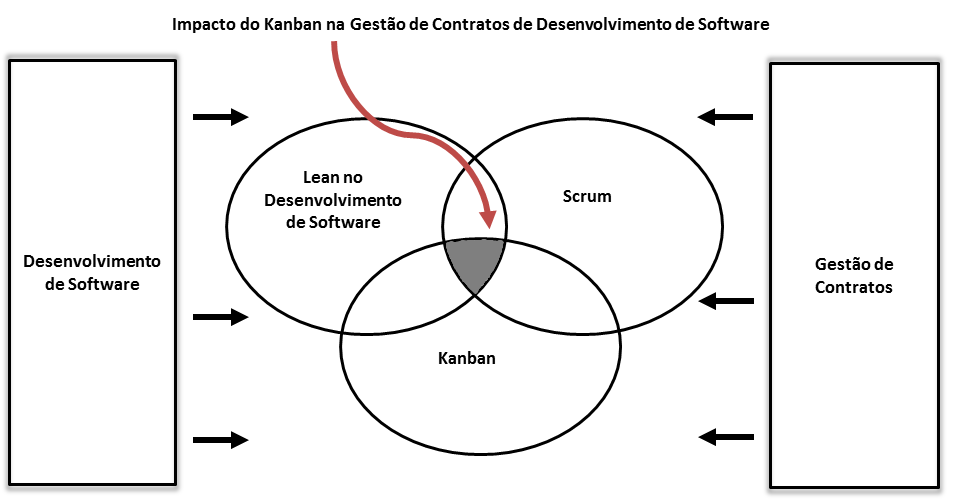 Impacto do Kanban na Gestão de Contratos de Desenvolvimento de Software
Lean no
Desenvolvimento
de Software
Scrum
Desenvolvimento
de Software
Gestão de
Contratos
Kanban